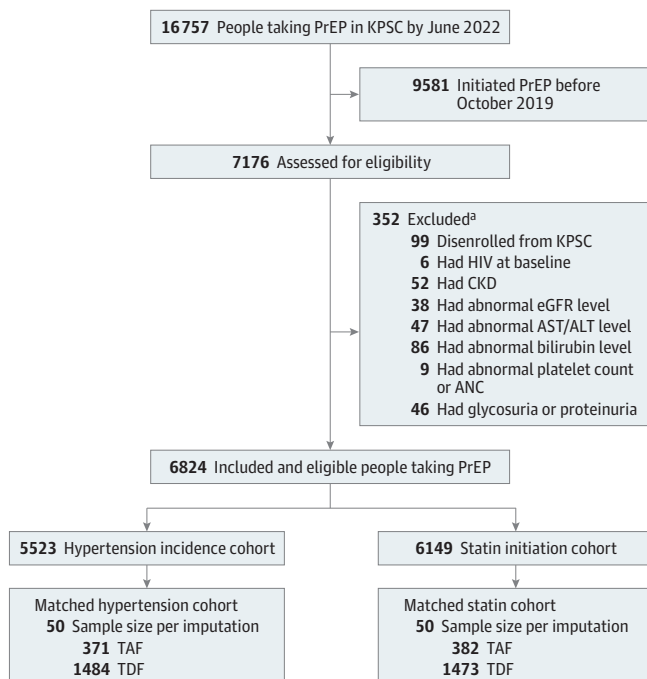 16 757 People taking PrEP in KPSC by June 2022
9581 Initiated PrEP before
October 2019
7176 Assessed for eligibility
352 Excludedᵃ
99 Disenrolled from KPSC
6 Had HIV at baseline
52 Had CKD
38 Had abnormal eGFR level
47 Had abnormal AST/ALT level
86 Had abnormal bilirubin level
9 Had abnormal platelet count
or ANC
46 Had glycosuria or proteinuria
6824 Included and eligible people taking PrEP
5523 Hypertension incidence cohort
6149 Statin initiation cohort
Matched hypertension cohort
50 Sample size per imputation
371 TAF
1484 TDF
Matched statin cohort
50 Sample size per imputation
382 TAF
1473 TDF